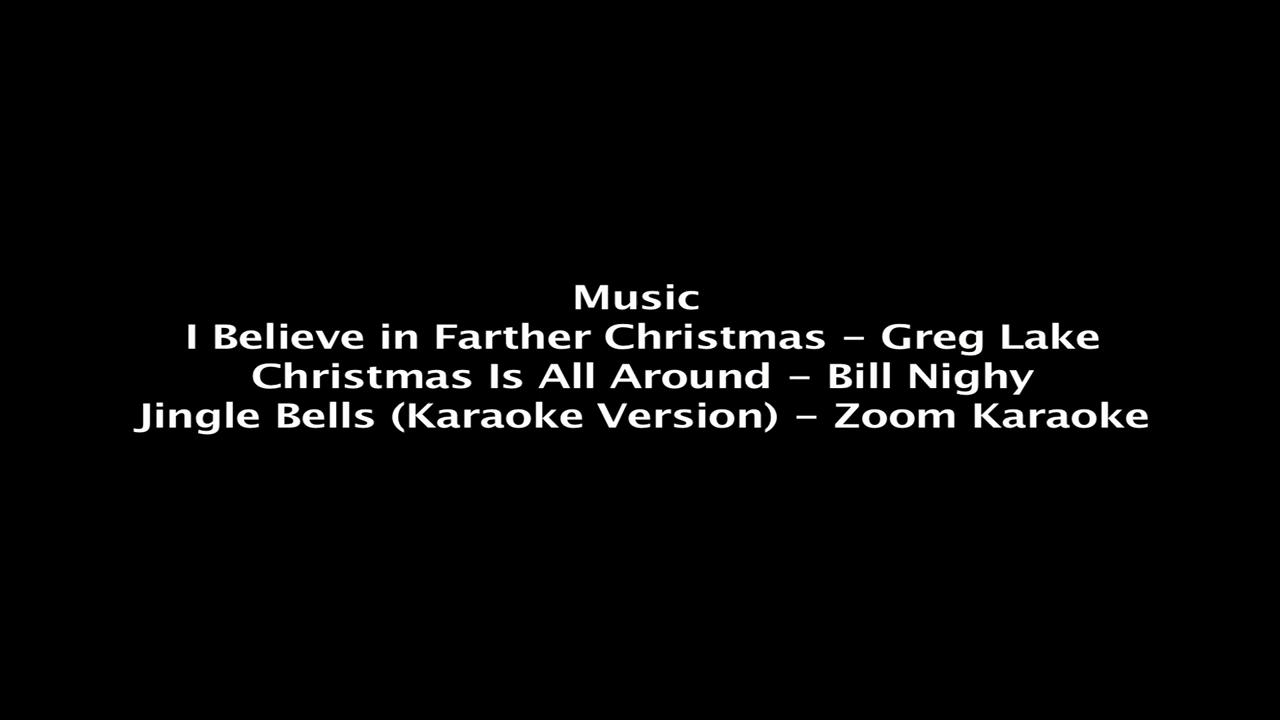 Music
I Believe in Farther Christmas – Greg Lake
Christmas Is All Around – Bill Nighy
Jingle Bells (Karaoke Version) – Zoom Karaoke